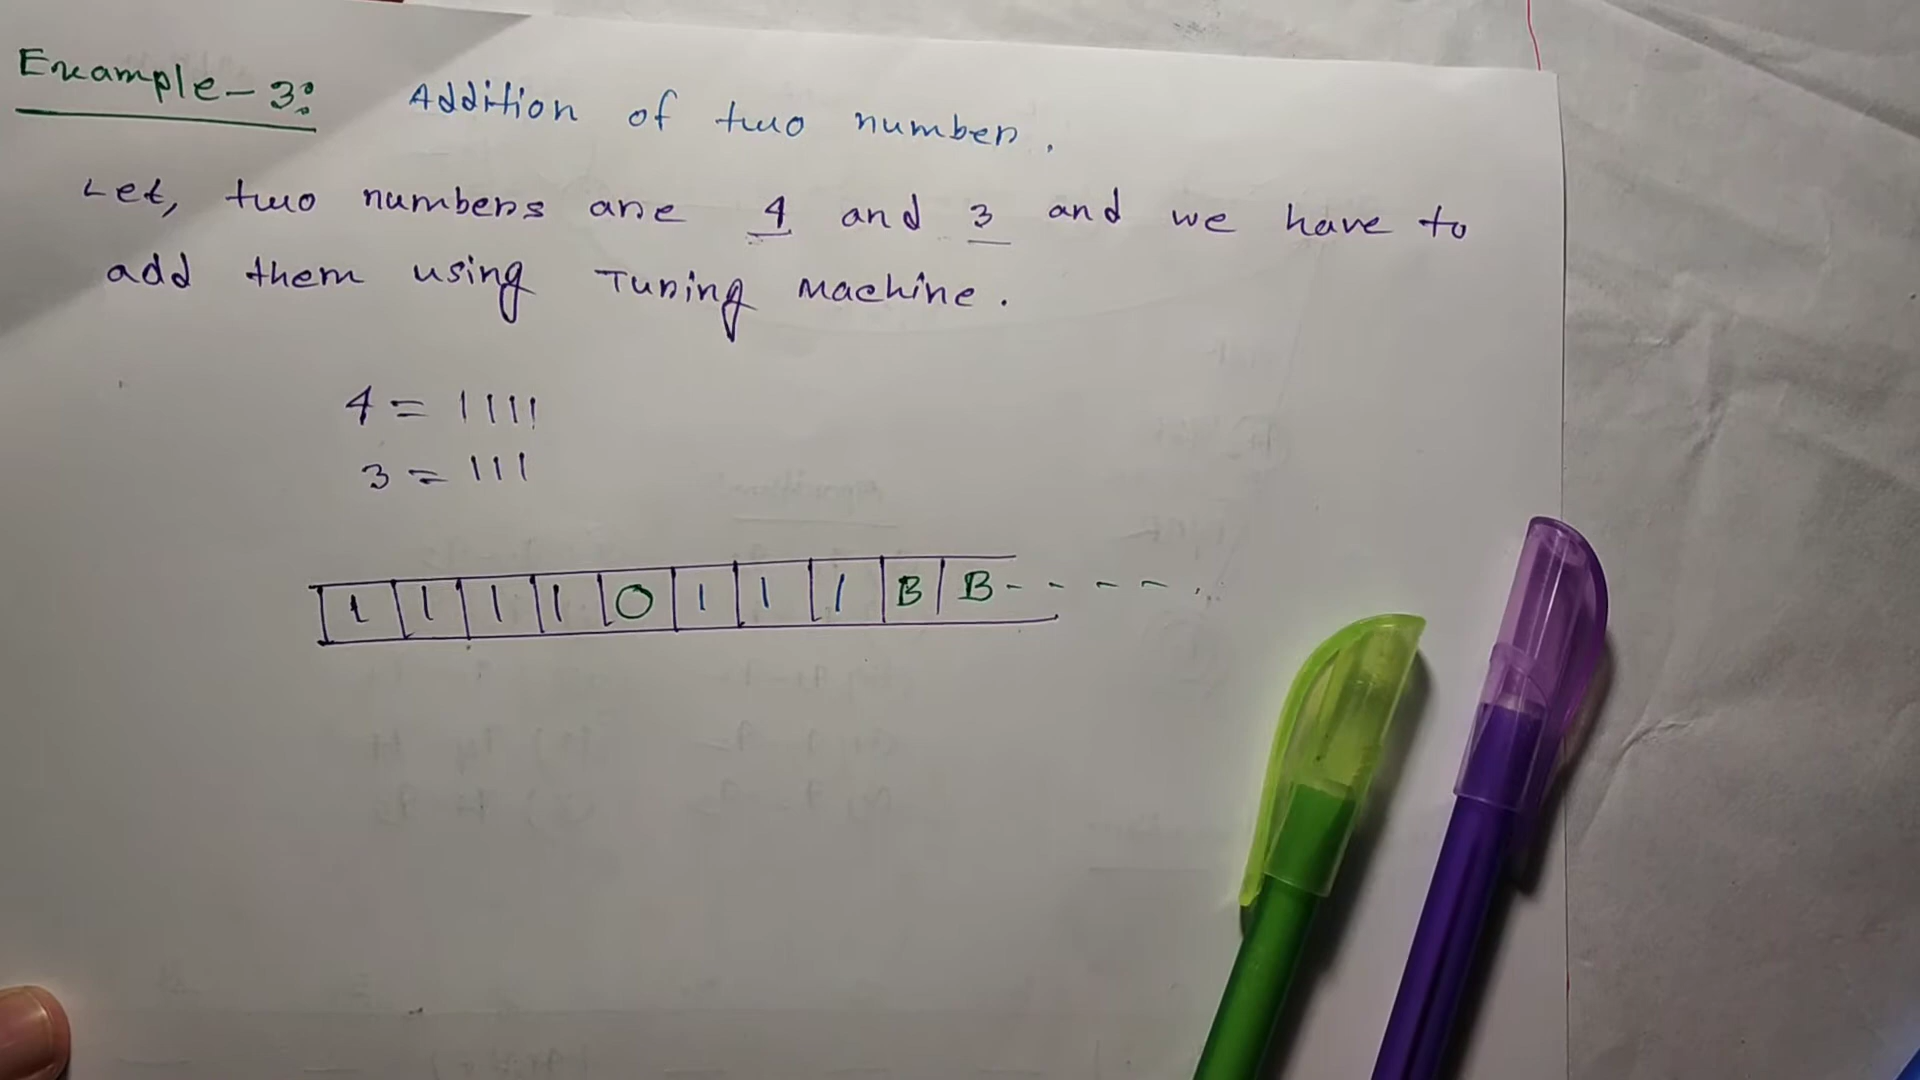 Example-3:
Addition of two number.
Let, two numbers are 4 and 3 and we have to
add them using Turing Machine.
4 = 1111
3 = 111
1 1 1 1 0 1 1 1 B B - - - - .